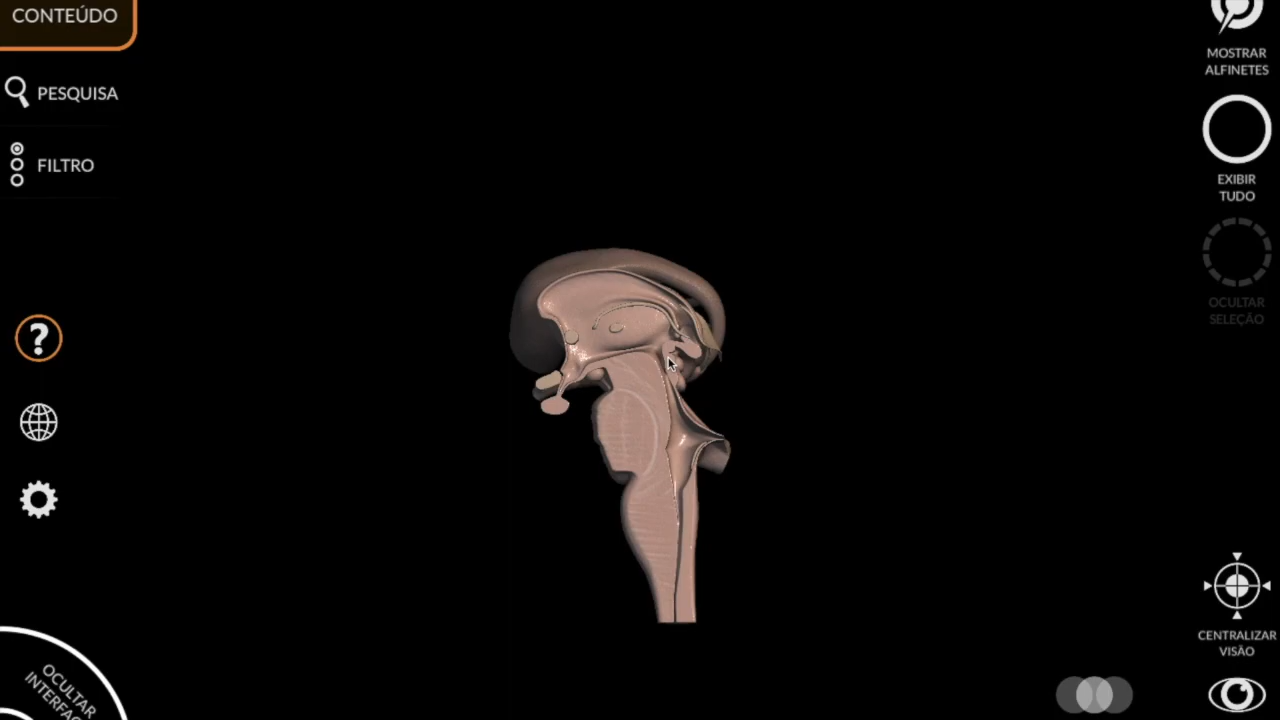 CONTEÚDO
PESQUISA
FILTRO
OCULTAR
MOSTRAR
ALFINETES
EXIBIR
TUDO
OCULTAR
SELEÇÃO
CENTRALIZAR
VISÃO